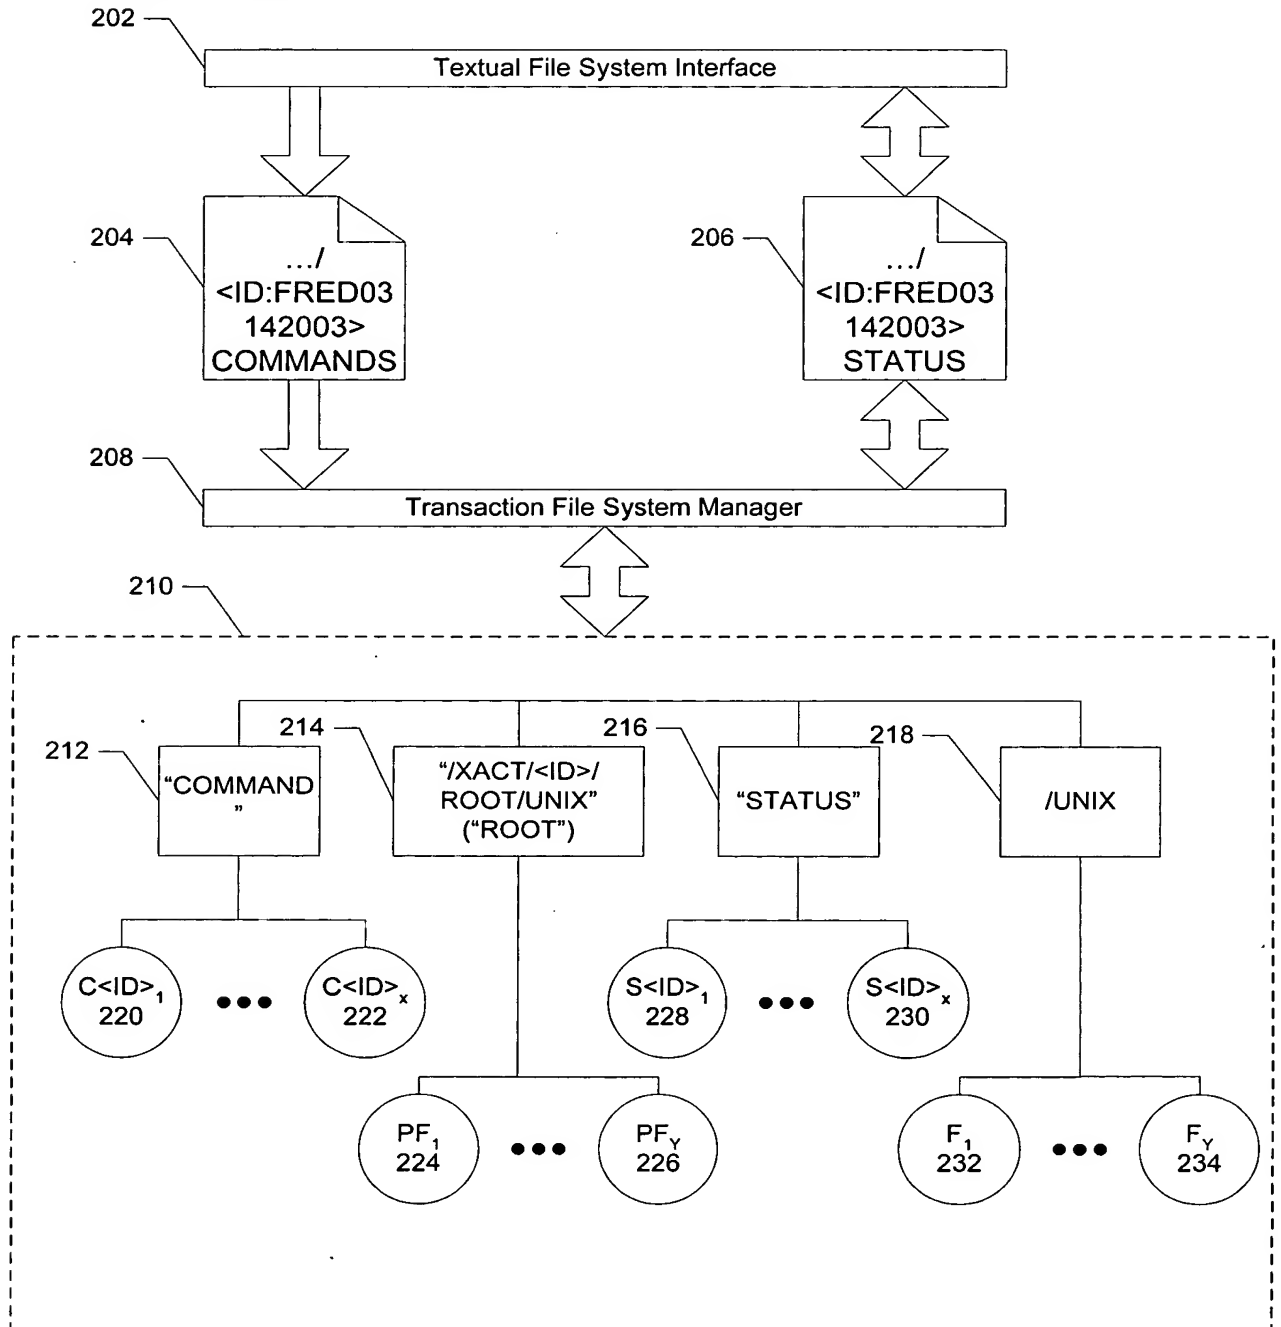 202
Textual File System Interface
204
…/
<ID:FRED03
142003>
COMMANDS
206
…/
<ID:FRED03
142003>
STATUS
208
Transaction File System Manager
210
212
“COMMAND
”
214
“/XACT/<ID>/
ROOT/UNIX”
(“ROOT”)
216
“STATUS”
218
/UNIX
C<ID>1
220
C<ID>x
222
S<ID>1
228
S<ID>x
230
PF1
224
PFY
226
F1
232
FY
234